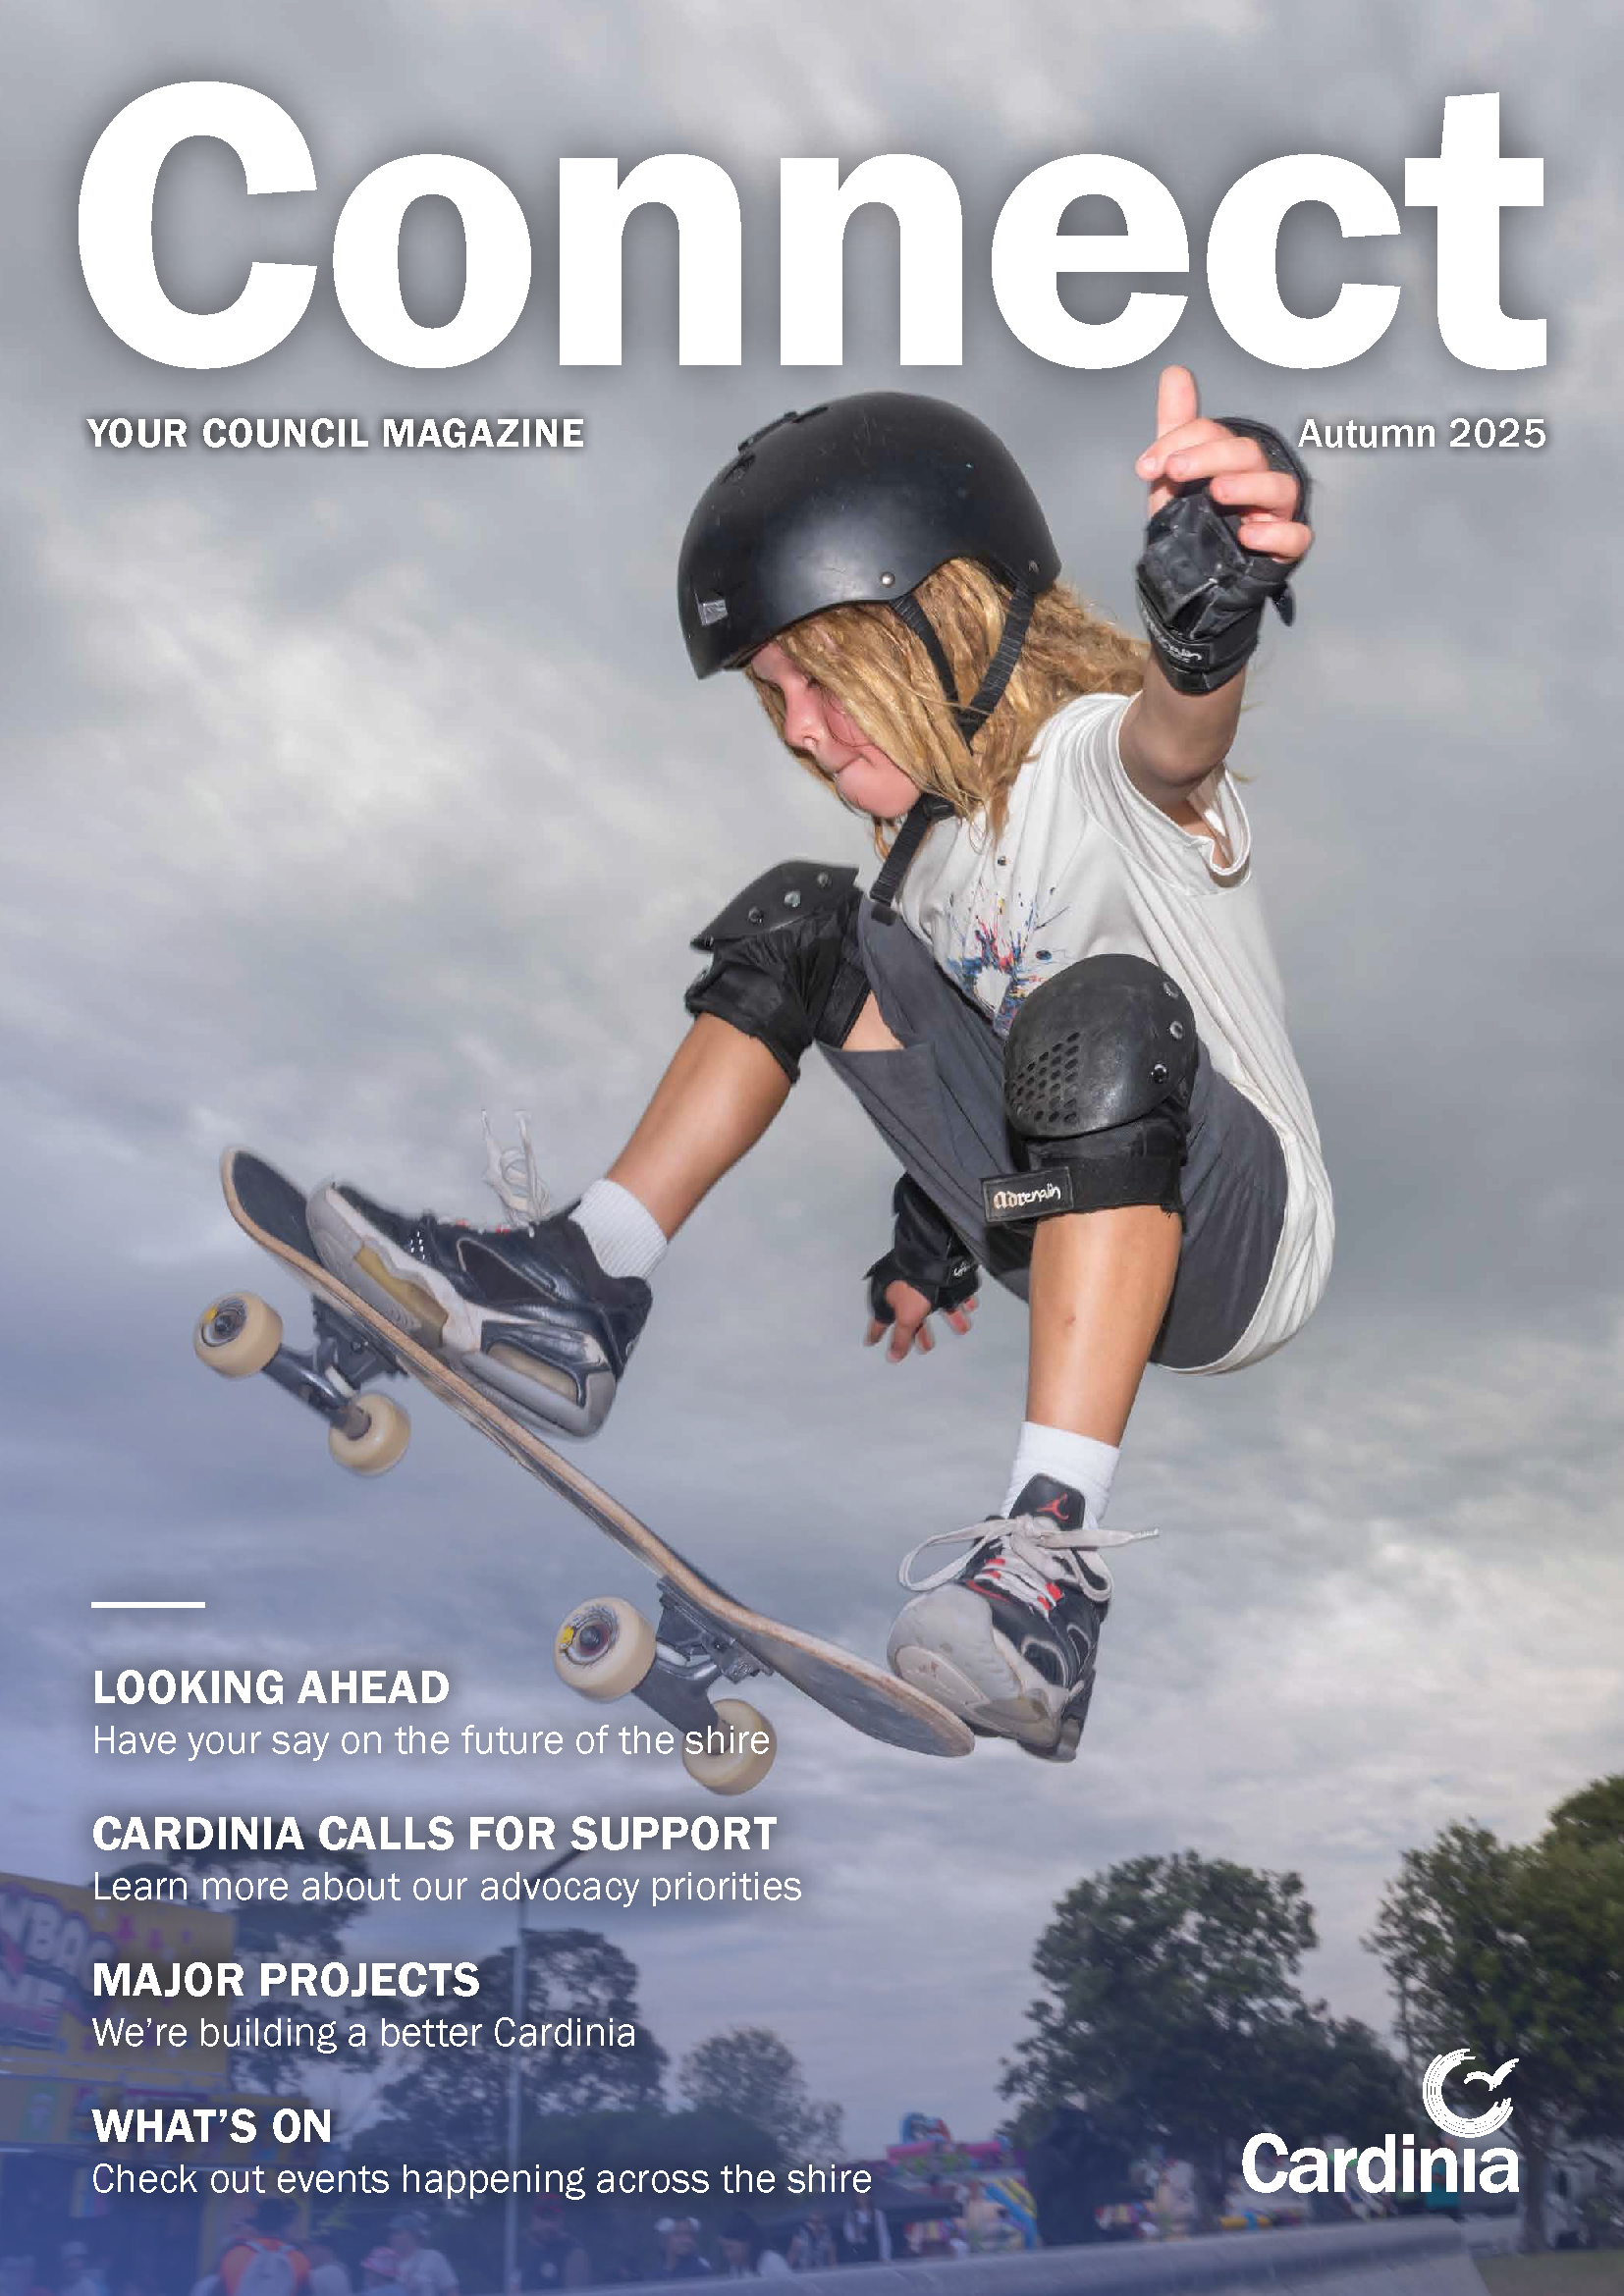 Connect
YOUR COUNCIL MAGAZINE
Autumn 2025
Adrenalin
LOOKING AHEAD
Have your say on the future of the shire
CARDINIA CALLS FOR SUPPORT
Learn more about our advocacy priorities
MAJOR PROJECTS
We’re building a better Cardinia
WHAT’S ON
Check out events happening across the shire
Cardinia